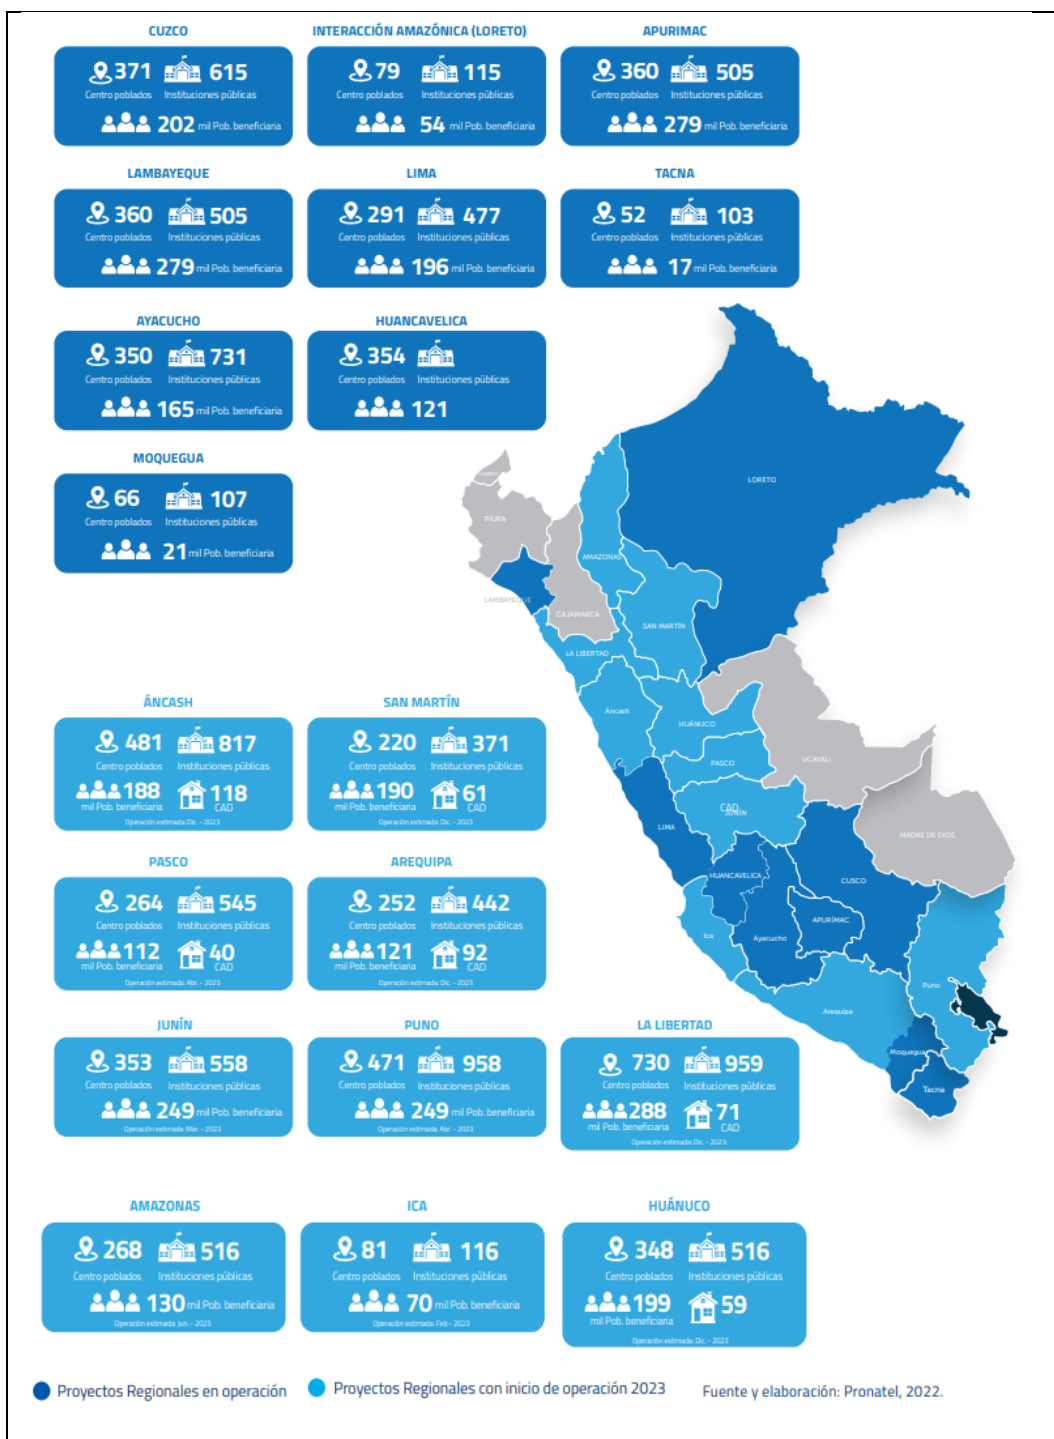 CUZCO
371 615
Centro poblados Instituciones públicas
202 mil Pob. beneficiaria
INTERACCIÓN AMAZÓNICA (LORETO)
79 115
Centro poblados Instituciones públicas
54 mil Pob. beneficiaria
APURIMAC
360 505
Centro poblados Instituciones públicas
279 mil Pob. beneficiaria
LAMBAYEQUE
360 505
Centro poblados Instituciones públicas
279 mil Pob. beneficiaria
LIMA
291 477
Centro poblados Instituciones públicas
196 mil Pob. beneficiaria
TACNA
52 103
Centro poblados Instituciones públicas
17 mil Pob. beneficiaria
AYACUCHO
350 731
Centro poblados Instituciones públicas
165 mil Pob. beneficiaria
HUANCAVELICA
354
Centro poblados Instituciones públicas
121
MOQUEGUA
66 107
Centro poblados Instituciones públicas
21 mil Pob. beneficiaria
LORETO
PIURA
AMAZONAS
LAMBAYEQUE
CAJAMARCA
SAN MARTÍN
LA LIBERTAD
Áncash
HUÁNUCO
PASCO
UCAYALI
CAD
JUNÍN
LIMA
MADRE DE DIOS
HUANCAVELICA
CUSCO
APURÍMAC
Ica
Ayacucho
Puno
Arequipa
Moquegua
Tacna
ÁNCASH
481 817
Centro poblados Instituciones públicas
188 118
mil Pob. beneficiaria CAD
Operación estimada: Dic. - 2023
SAN MARTÍN
220 371
Centro poblados Instituciones públicas
190 61
mil Pob. beneficiaria CAD
Operación estimada: Dic. - 2023
PASCO
264 545
Centro poblados Instituciones públicas
112 40
mil Pob. beneficiaria CAD
Operación estimada: Abr. - 2023
AREQUIPA
252 442
Centro poblados Instituciones públicas
121 92
mil Pob. beneficiaria CAD
Operación estimada: Dic. - 2023
JUNÍN
353 558
Centro poblados Instituciones públicas
249 mil Pob. beneficiaria
Operación estimada: Mar. - 2023
PUNO
471 958
Centro poblados Instituciones públicas
249 mil Pob. beneficiaria
Operación estimada: Abr. - 2023
LA LIBERTAD
730 959
Centro poblados Instituciones públicas
288 71
mil Pob. beneficiaria CAD
Operación estimada: Dic. - 2023
AMAZONAS
268 516
Centro poblados Instituciones públicas
130 mil Pob. beneficiaria
Operación estimada: Jun. - 2023
ICA
81 116
Centro poblados Instituciones públicas
70 mil Pob. beneficiaria
Operación estimada: Feb - 2023
HUÁNUCO
348 516
Centro poblados Instituciones públicas
199 59
mil Pob. beneficiaria
Operación estimada: Dic. - 2023
Proyectos Regionales en operación
Proyectos Regionales con inicio de operación 2023
Fuente y elaboración: Pronatel, 2022.